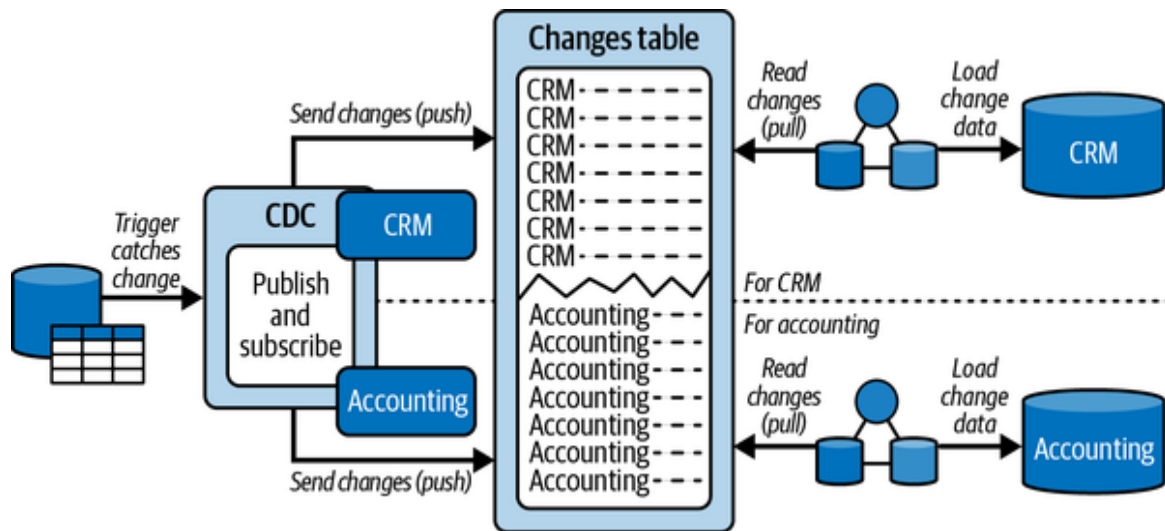 Trigger
catches
change
CDC
Publish
and
subscribe
CRM
Accounting
Send changes (push)
Send changes (push)
Changes table
CRM
CRM
CRM
CRM
CRM
CRM
CRM
Accounting
Accounting
Accounting
Accounting
Accounting
Accounting
Accounting
Read
changes
(pull)
Load
change
data
CRM
For CRM
For accounting
Read
changes
(pull)
Load
change
data
Accounting